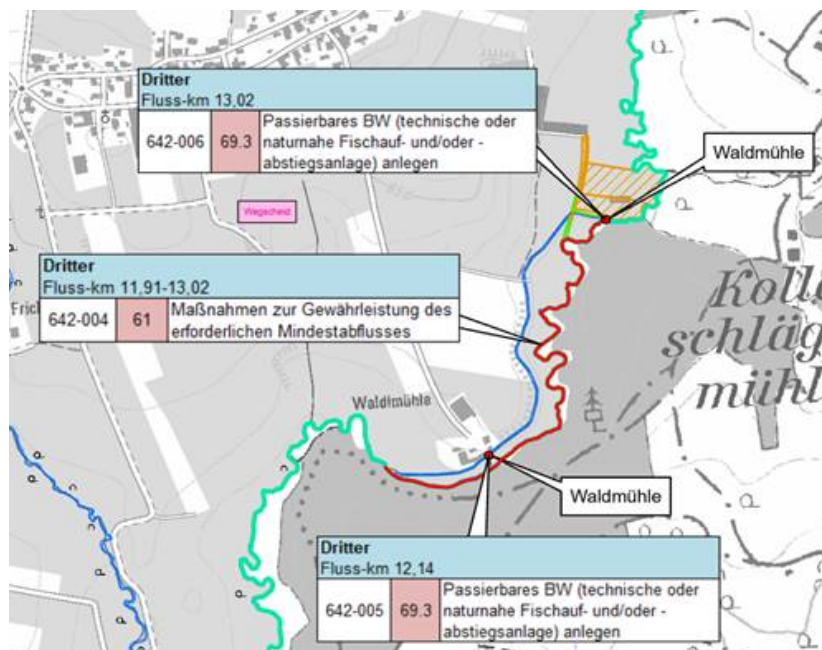 Dritter
Fluss-km 13,02
642-006 69.3 Passierbares BW (technische oder
naturnahe Fischauf- und/oder -
abstiegsanlage) anlegen
Waldmühle
Wegscheid
Dritter
Fluss-km 11,91-13,02
642-004 61 Maßnahmen zur Gewährleistung des
erforderlichen Mindestabflusses
Frick
Koll
schläg
mühl
Waldlmühle
Waldmühle
Dritter
Fluss-km 12,14
642-005 69.3 Passierbares BW (technische oder
naturnahe Fischauf- und/oder -
abstiegsanlage) anlegen